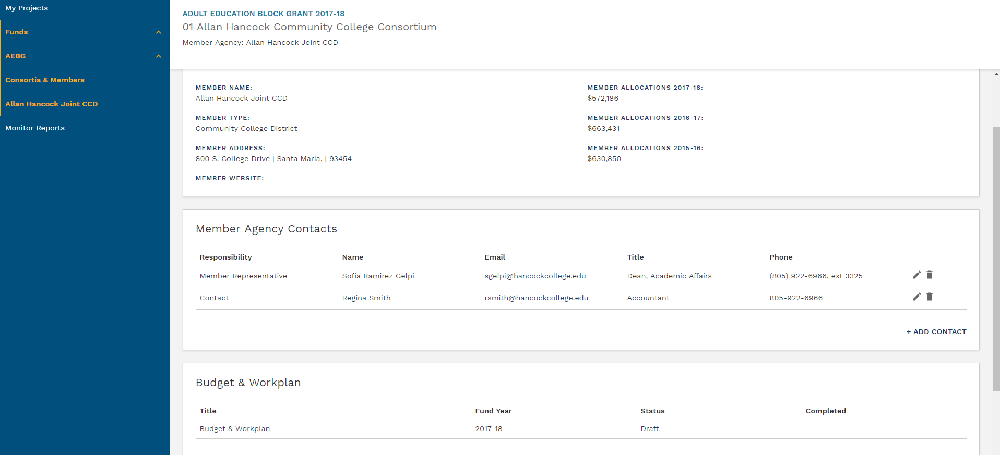 My Projects
Funds
AEBG
Consortia & Members
Allan Hancock Joint CCD
Monitor Reports
ADULT EDUCATION BLOCK GRANT 2017-18
01 Allan Hancock Community College Consortium
Member Agency: Allan Hancock Joint CCD
MEMBER NAME:
Allan Hancock Joint CCD
MEMBER TYPE:
Community College District
MEMBER ADDRESS:
800 S. College Drive | Santa Maria, | 93454
MEMBER WEBSITE:
MEMBER ALLOCATIONS 2017-18:
$572,186
MEMBER ALLOCATIONS 2016-17:
$663,431
MEMBER ALLOCATIONS 2015-16:
$630,850
Member Agency Contacts
Responsibility Name Email Title Phone
Member Representative Sofia Ramirez Gelpi sgelpi@hancockcollege.edu Dean, Academic Affairs (805) 922-6966, ext 3325
Contact Regina Smith rsmith@hancockcollege.edu Accountant 805-922-6966
+ ADD CONTACT
Budget & Workplan
Title Fund Year Status Completed
Budget & Workplan 2017-18 Draft